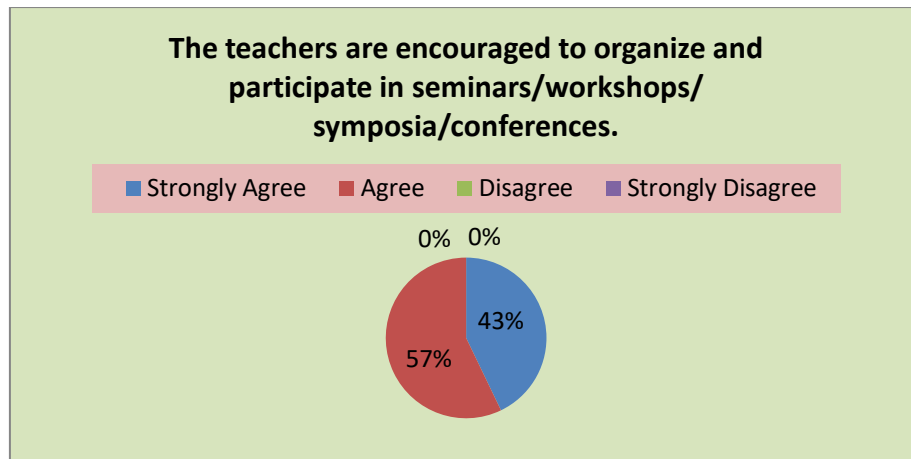 The teachers are encouraged to organize and
participate in seminars/workshops/
symposia/conferences.
Strongly Agree Agree Disagree Strongly Disagree
0% 0%
43%
57%